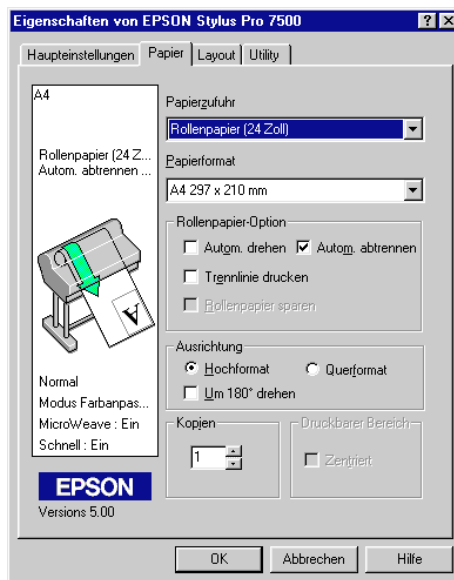 Eigenschaften von EPSON Stylus Pro 7500
Haupteinstellungen Papier Layout Utility
A4
Rollenpapier (24 Z...
Autom. abtrennen ...
A
Normal
Modus Farbanpas...
MicroWeave : Ein
Schnell : Ein
EPSON
Versions 5.00
Papierzufuhr
Rollenpapier (24 Zoll)
Papierformat
A4 297 x 210 mm
Rollenpapier-Option
Autom. drehen Autom. abtrennen
Trennlinie drucken
Rollenpapier sparen
Ausrichtung
Hochformat Querformat
Um 180° drehen
Kopien
1
Druckbarer Bereich
Zentriert
OK Abbrechen Hilfe